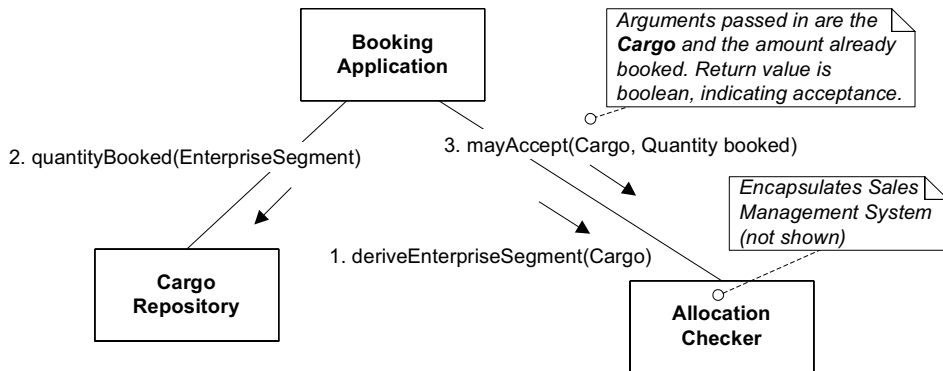 Booking
Application
Arguments passed in are the
Cargo and the amount already
booked. Return value is
boolean, indicating acceptance.
2. quantityBooked(EnterpriseSegment)
3. mayAccept(Cargo, Quantity booked)
Encapsulates Sales
Management System
(not shown)
1. deriveEnterpriseSegment(Cargo)
Cargo
Repository
Allocation
Checker